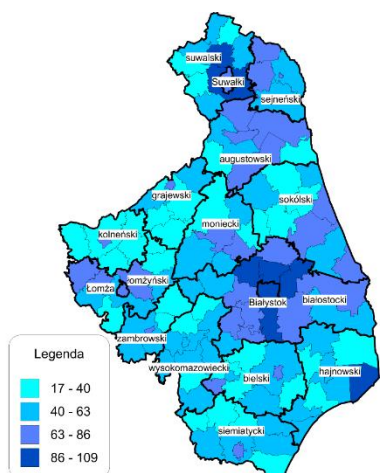 suwalski
Suwałki
sejneński
augustowski
grajewski
sokólski
moniecki
kolneński
Łomża
łomżyński
Białystok
białostocki
zambrowski
wysokomazowiecki
bielski
hajnowski
siemiatycki
Legenda
17 - 40
40 - 63
63 - 86
86 - 109